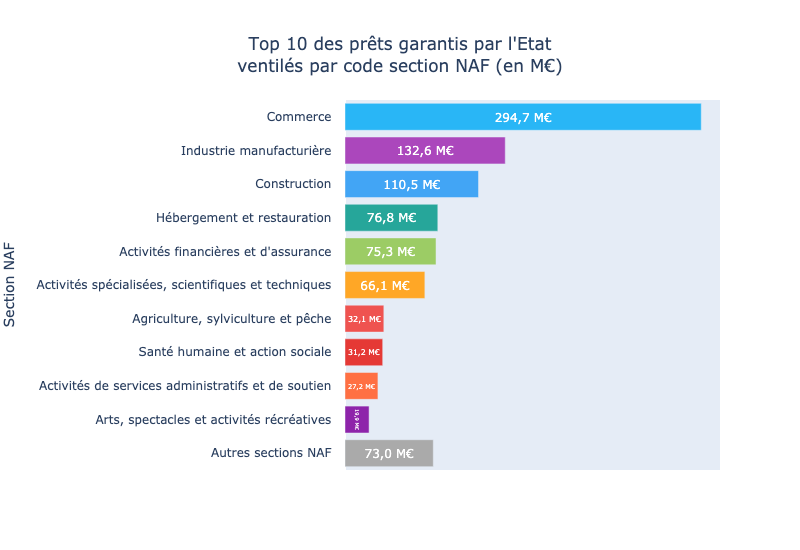 Top 10 des prêts garantis par l'Etat
ventilés par code section NAF (en M€)
Section NAF
Commerce 294,7 M€
Industrie manufacturière 132,6 M€
Construction 110,5 M€
Hébergement et restauration 76,8 M€
Activités financières et d'assurance 75,3 M€
Activités spécialisées, scientifiques et techniques 66,1 M€
Agriculture, sylviculture et pêche 32,1 M€
Santé humaine et action sociale 31,2 M€
Activités de services administratifs et de soutien 27,2 M€
Arts, spectacles et activités récréatives M€
Autres sections NAF 73,0 M€